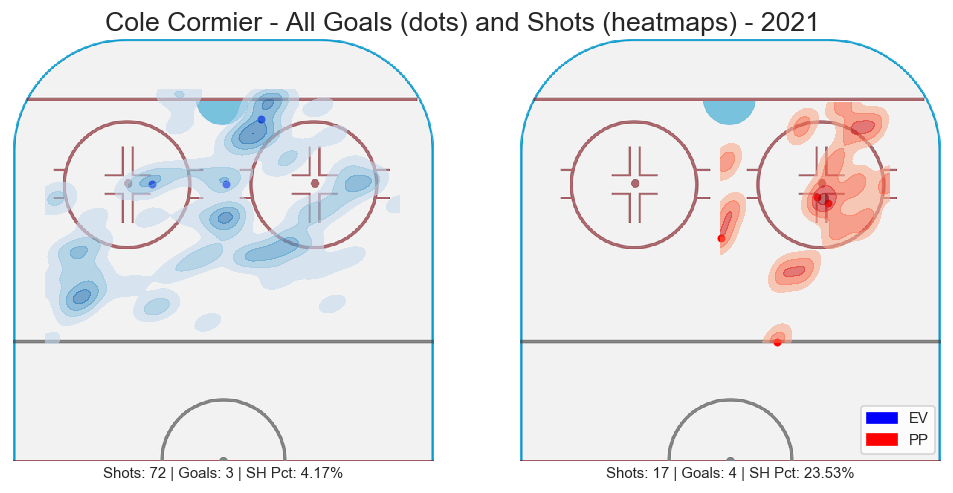 Cole Cormier - All Goals (dots) and Shots (heatmaps) - 2021
EV
PP
Shots: 72 | Goals: 3 | SH Pct: 4.17%
Shots: 17 | Goals: 4 | SH Pct: 23.53%